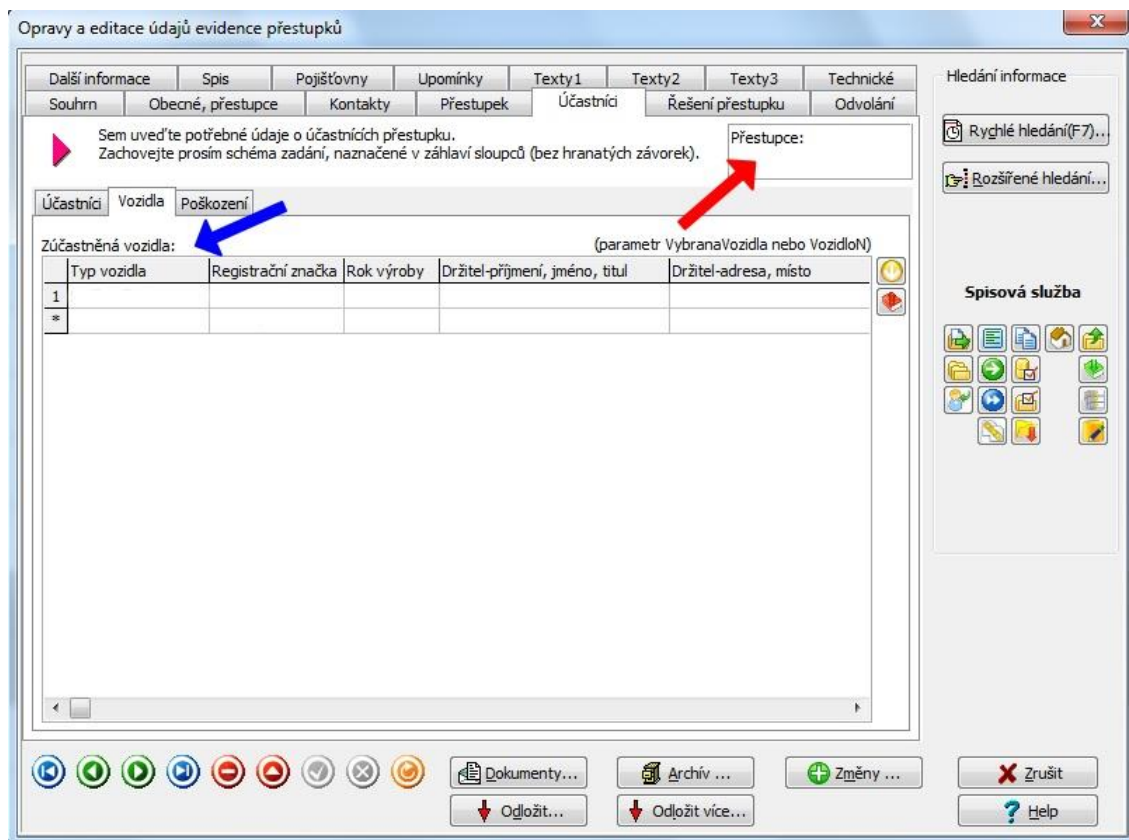 Opravy a editace údajů evidence přestupků
X
Další informace Spis Pojišťovny Upomínky Texty1 Texty2 Texty3 Technické
Souhrn Obecné, přestupce Kontakty Přestupek Účastníci Řešení přestupku Odvolání
Sem uveďte potřebné údaje o účastnících přestupku.
Zachovejte prosím schéma zadání, naznačené v záhlaví sloupců (bez hranatých závorek).
Přestupce:
Účastníci Vozidla Poškození
Zúčastněná vozidla: (parametr VybranaVozidla nebo VozidloN)
Typ vozidla Registrační značka Rok výroby Držitel-příjmení, jméno, titul Držitel-adresa, místo
1
*
Hledání informace
Rychlé hledání(F7)...
Rozšířené hledání...
Spisová služba
Dokumenty... Archív ... Změny ... Zrušit
Odložit... Odložit více... Help